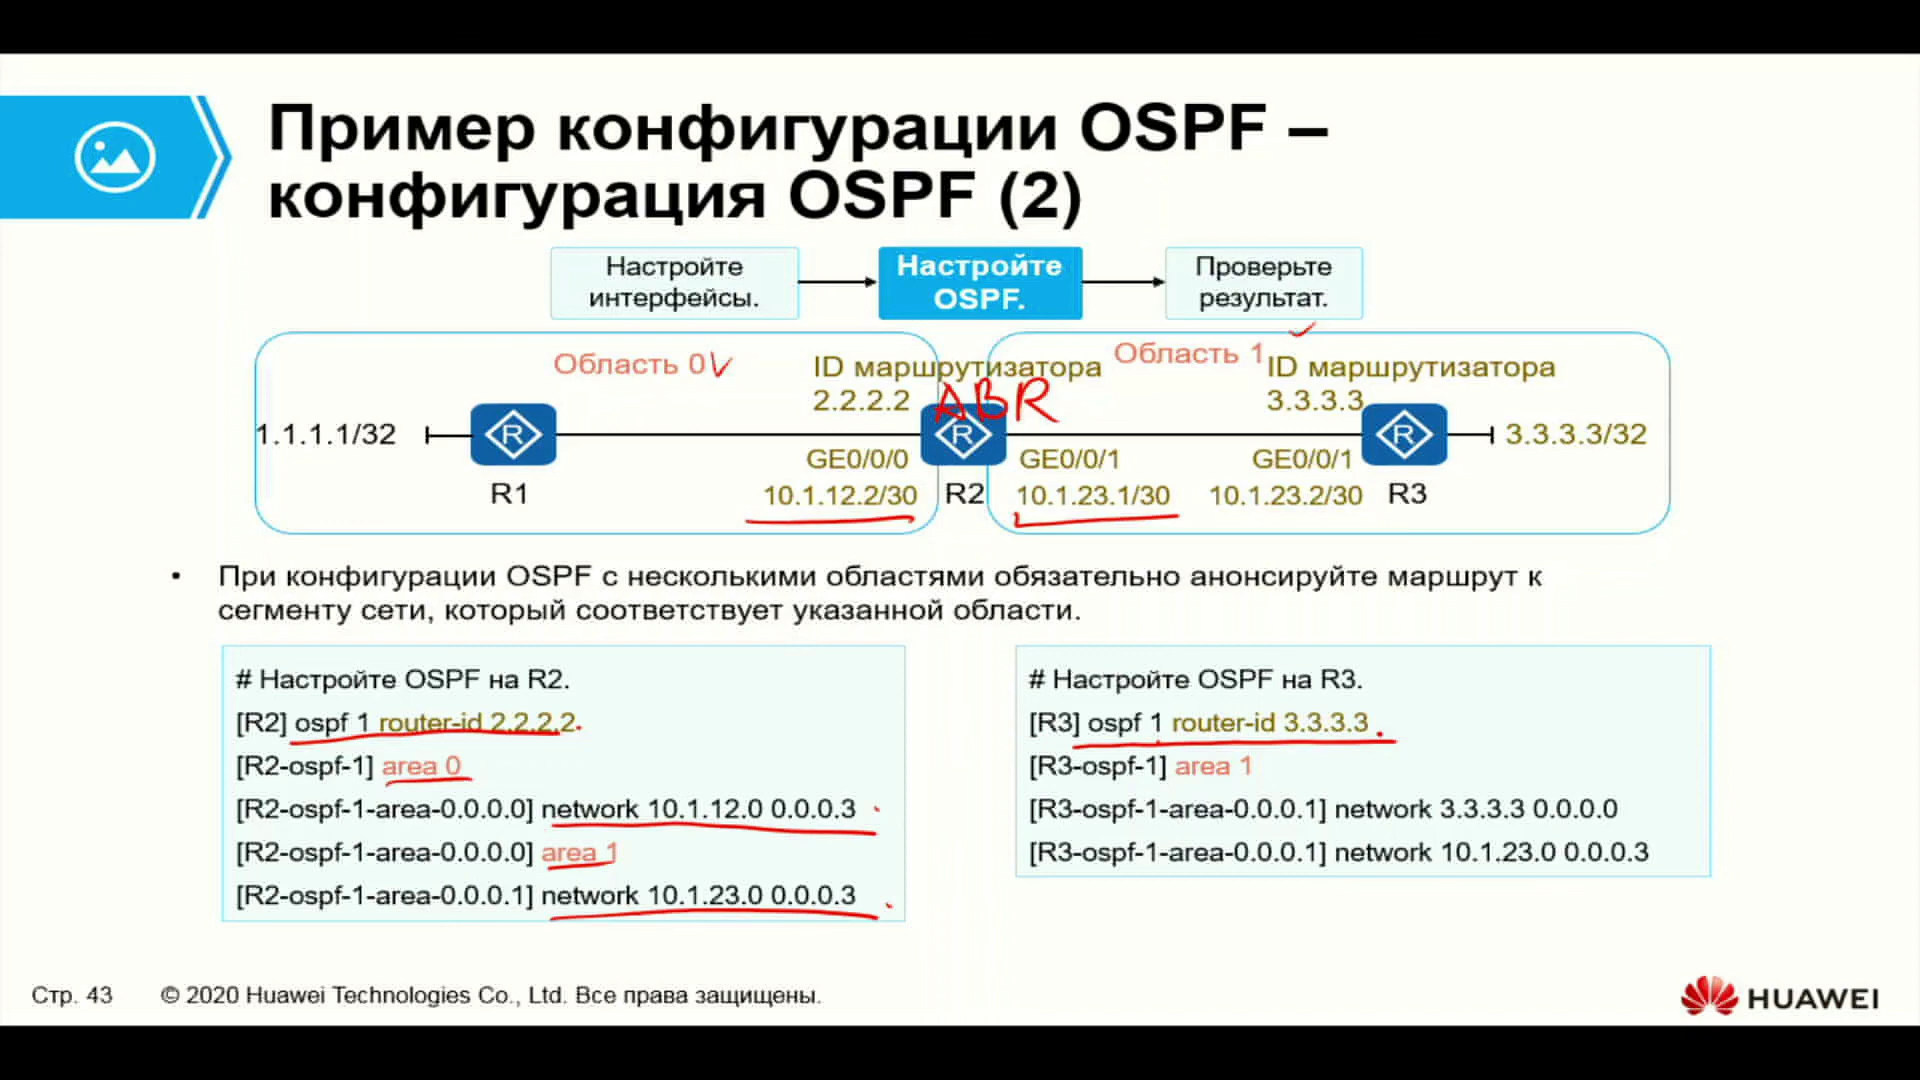 Пример конфигурации OSPF –
конфигурация OSPF (2)
Настройте
интерфейсы.
Настройте
OSPF.
Проверьте
результат.
Область 0
ID маршрутизатора
2.2.2.2
Область 1
ID маршрутизатора
3.3.3.3
ABR
1.1.1.1/32
R
R
R
3.3.3.3/32
GE0/0/0
GE0/0/1
GE0/0/1
R1
10.1.12.2/30
R2
10.1.23.1/30
10.1.23.2/30
R3
• При конфигурации OSPF с несколькими областями обязательно анонсируйте маршрут к
сегменту сети, который соответствует указанной области.
# Настройте OSPF на R2.
[R2] ospf 1 router-id 2.2.2.2
[R2-ospf-1] area 0
[R2-ospf-1-area-0.0.0.0] network 10.1.12.0 0.0.0.3
[R2-ospf-1-area-0.0.0.0] area 1
[R2-ospf-1-area-0.0.0.1] network 10.1.23.0 0.0.0.3
# Настройте OSPF на R3.
[R3] ospf 1 router-id 3.3.3.3
[R3-ospf-1] area 1
[R3-ospf-1-area-0.0.0.1] network 3.3.3.3 0.0.0.0
[R3-ospf-1-area-0.0.0.1] network 10.1.23.0 0.0.0.3
Стр. 43
© 2020 Huawei Technologies Co., Ltd. Все права защищены.
HUAWEI